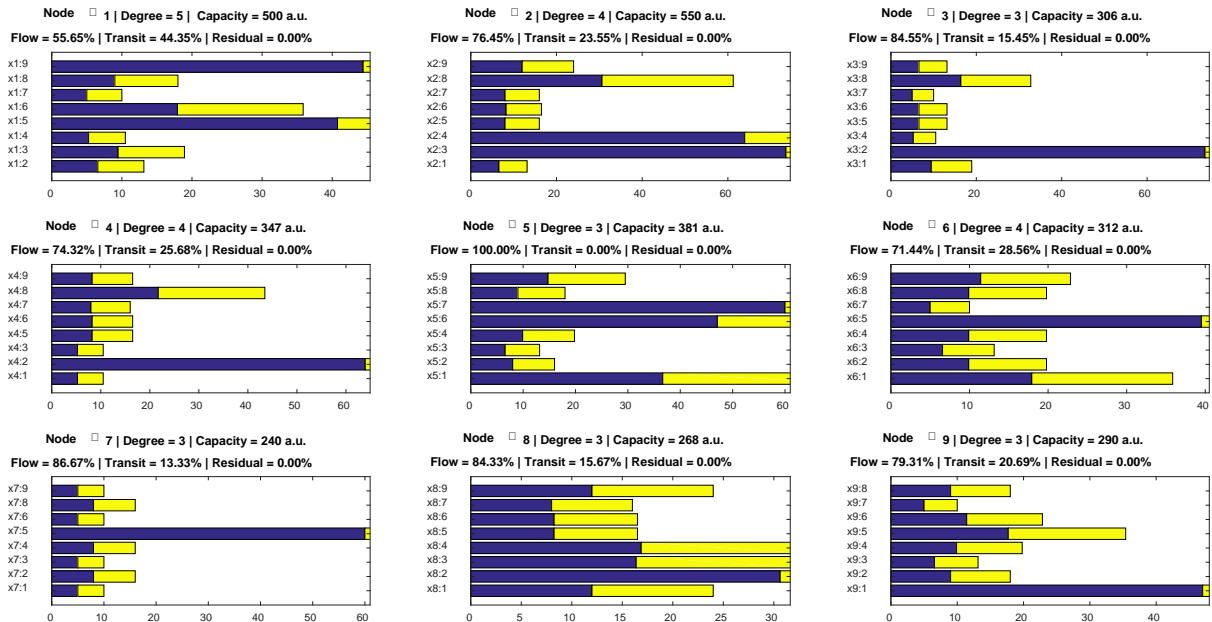 Node 1 | Degree = 5 | Capacity = 500 a.u.
Flow = 55.65% | Transit = 44.35% | Residual = 0.00%
x1:9
x1:8
x1:7
x1:6
x1:5
x1:4
x1:3
x1:2
0 10 20 30 40
Node 2 | Degree = 4 | Capacity = 550 a.u.
Flow = 76.45% | Transit = 23.55% | Residual = 0.00%
x2:9
x2:8
x2:7
x2:6
x2:5
x2:4
x2:3
x2:1
0 20 40 60
Node 3 | Degree = 3 | Capacity = 306 a.u.
Flow = 84.55% | Transit = 15.45% | Residual = 0.00%
x3:9
x3:8
x3:7
x3:6
x3:5
x3:4
x3:2
x3:1
0 20 40 60
Node 4 | Degree = 4 | Capacity = 347 a.u.
Flow = 74.32% | Transit = 25.68% | Residual = 0.00%
x4:9
x4:8
x4:7
x4:6
x4:5
x4:3
x4:2
x4:1
0 10 20 30 40 50 60
Node 5 | Degree = 3 | Capacity = 381 a.u.
Flow = 100.00% | Transit = 0.00% | Residual = 0.00%
x5:9
x5:8
x5:7
x5:6
x5:4
x5:3
x5:2
x5:1
0 10 20 30 40 50 60
Node 6 | Degree = 4 | Capacity = 312 a.u.
Flow = 71.44% | Transit = 28.56% | Residual = 0.00%
x6:9
x6:8
x6:7
x6:5
x6:4
x6:3
x6:2
x6:1
0 10 20 30 40
Node 7 | Degree = 3 | Capacity = 240 a.u.
Flow = 86.67% | Transit = 13.33% | Residual = 0.00%
x7:9
x7:8
x7:6
x7:5
x7:4
x7:3
x7:2
x7:1
0 10 20 30 40 50 60
Node 8 | Degree = 3 | Capacity = 268 a.u.
Flow = 84.33% | Transit = 15.67% | Residual = 0.00%
x8:9
x8:7
x8:6
x8:5
x8:4
x8:3
x8:2
x8:1
0 5 10 15 20 25 30
Node 9 | Degree = 3 | Capacity = 290 a.u.
Flow = 79.31% | Transit = 20.69% | Residual = 0.00%
x9:8
x9:7
x9:6
x9:5
x9:4
x9:3
x9:2
x9:1
0 10 20 30 40